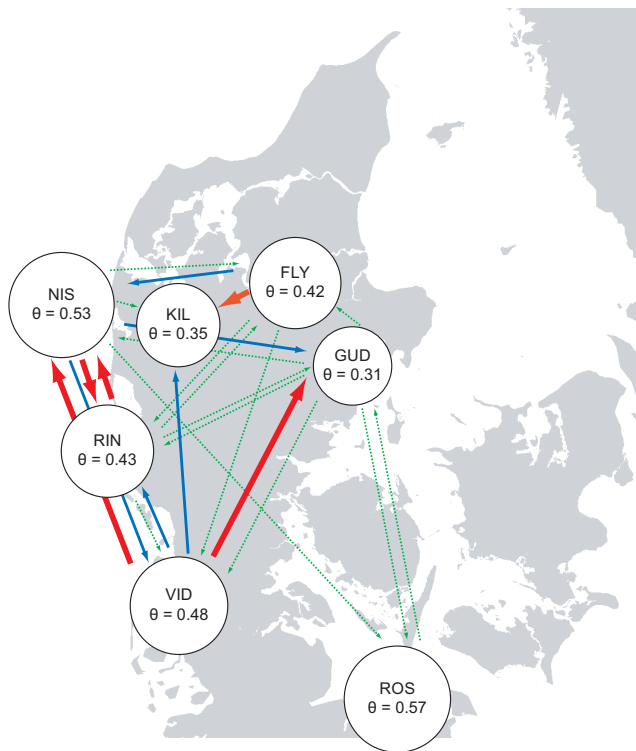 FLY
θ = 0.42
NIS
θ = 0.53
KIL
θ = 0.35
GUD
θ = 0.31
RIN
θ = 0.43
VID
θ = 0.48
ROS
θ = 0.57